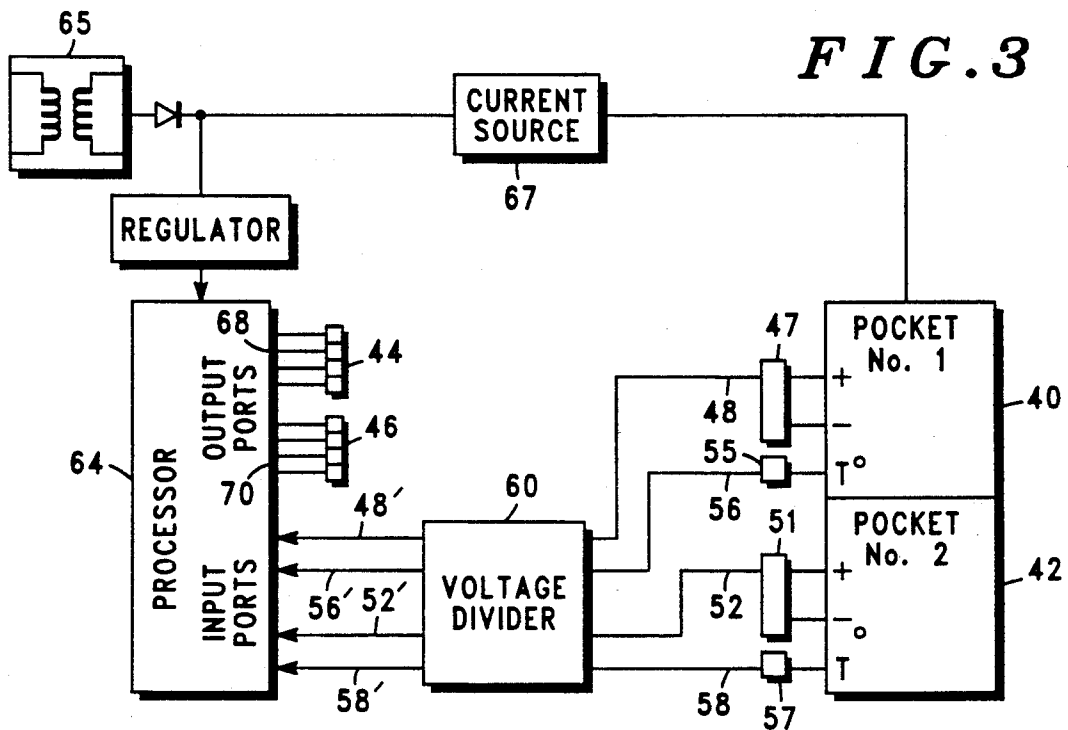 FIG.3
65
CURRENT
SOURCE
67
REGULATOR
68
44
OUTPUT
PORTS
46
70
64
PROCESSOR
INPUT
PORTS
48′
56′
52′
58′
60
VOLTAGE
DIVIDER
47
48
55
56
51
52
58
57
POCKET
No. 1
+
−
T°
40
POCKET
No. 2
+
−
°
T
42